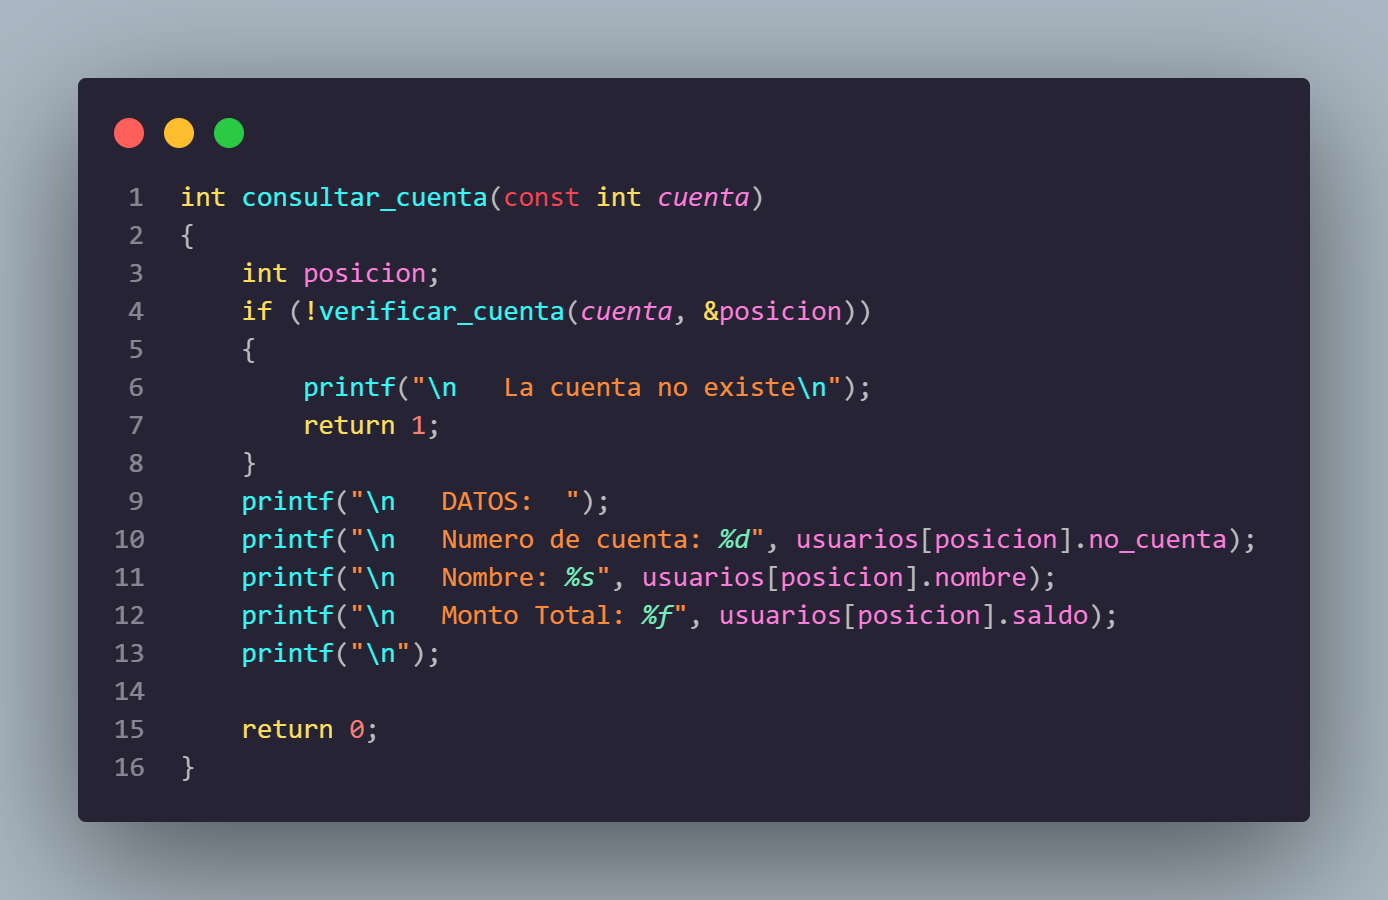 1 int consultar_cuenta(const int cuenta)
2 {
3     int posicion;
4     if (!verificar_cuenta(cuenta, &posicion))
5     {
6         printf("\n   La cuenta no existe\n");
7         return 1;
8     }
9     printf("\n   DATOS:  ");
10     printf("\n   Numero de cuenta: %d", usuarios[posicion].no_cuenta);
11     printf("\n   Nombre: %s", usuarios[posicion].nombre);
12     printf("\n   Monto Total: %f", usuarios[posicion].saldo);
13     printf("\n");
14
15     return 0;
16 }